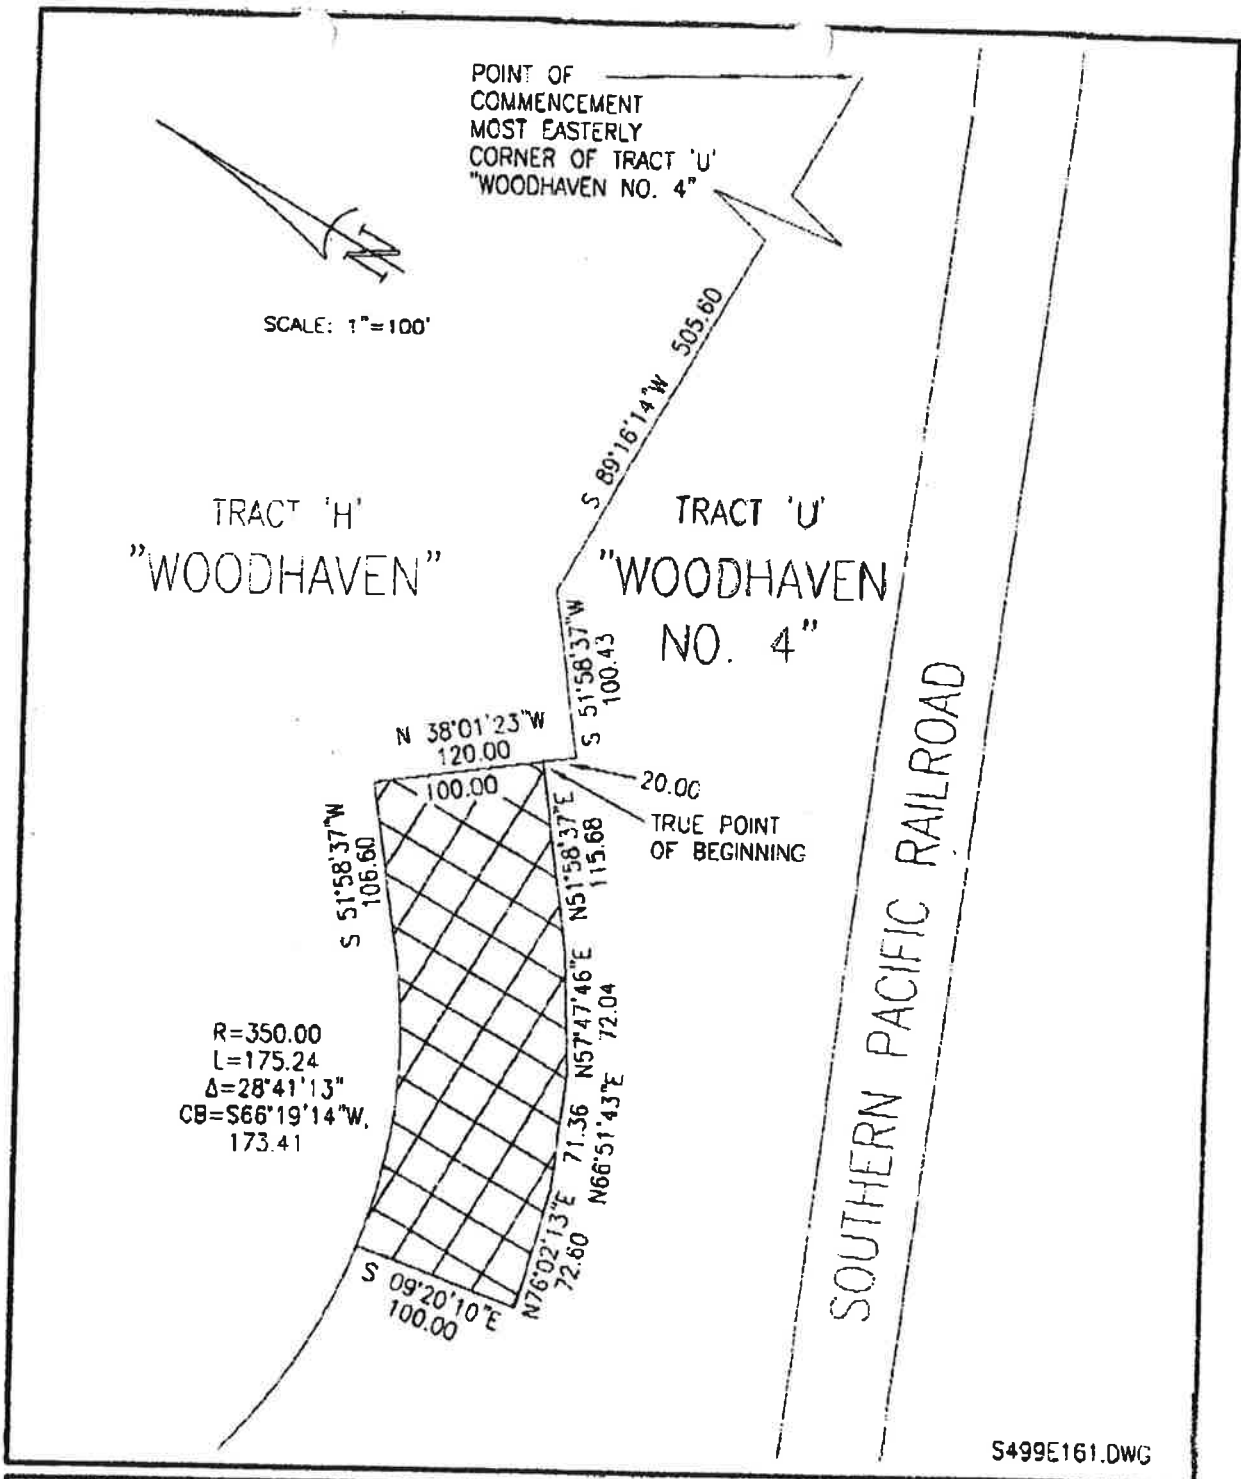 POINT OF
COMMENCEMENT
MOST EASTERLY
CORNER OF TRACT 'U'
"WOODHAVEN NO. 4"
N
SCALE: 1"=100'
S 89°16'14"W 505.60
TRACT 'H'
"WOODHAVEN"
TRACT 'U'
"WOODHAVEN
NO. 4"
S 51°58'37"W
100.43
N 38°01'23"W
120.00
100.00
20.00
TRUE POINT
OF BEGINNING
S 51°58'37"W
106.60
N51°58'37"E
115.68
N57°47'46"E
72.04
R=350.00
L=175.24
Δ=28°41'13"
CB=S66°19'14"W,
173.41
71.36
N66°51'43"E
N76°02'13"E
72.60
S 09°20'10"E
100.00
SOUTHERN PACIFIC RAILROAD
S499E161.DWG